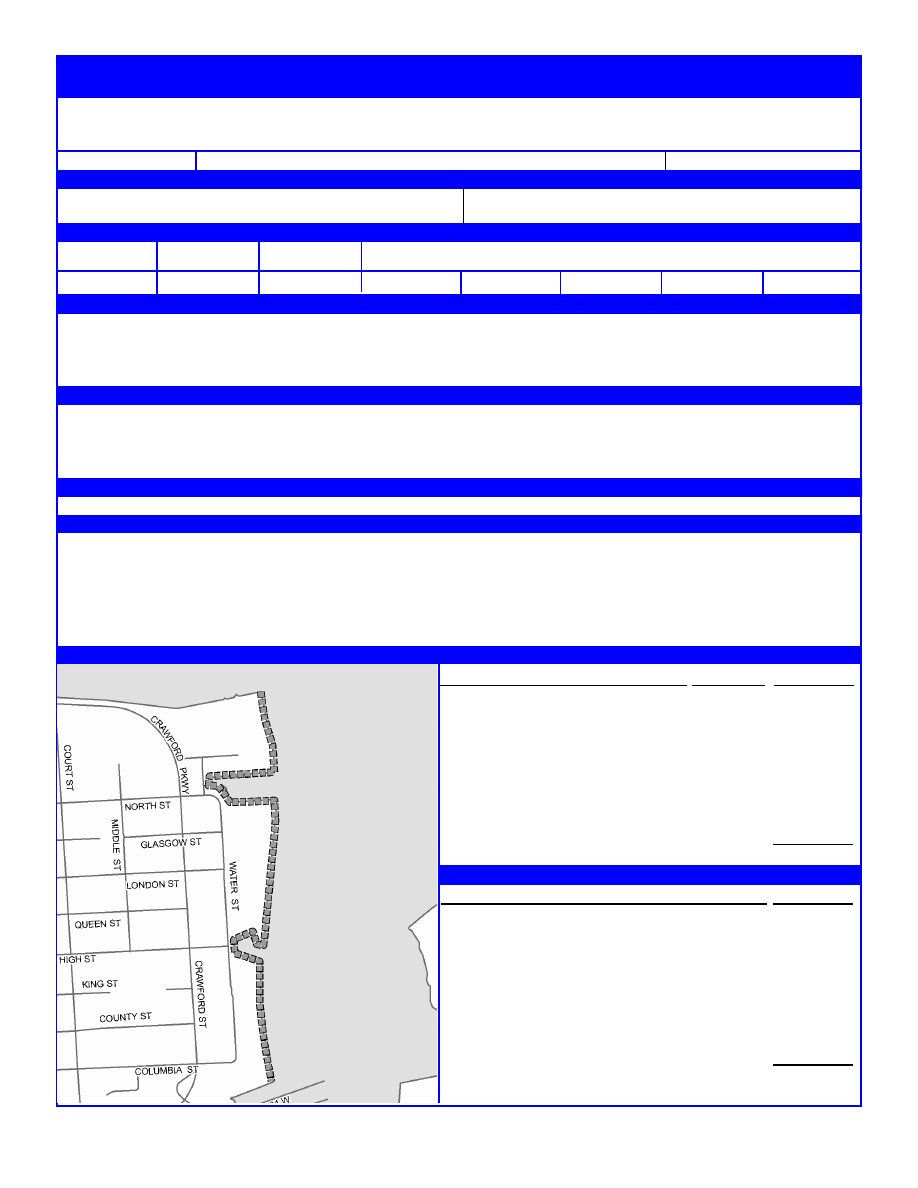 CRAWFORD PKWY
COURT ST
NORTH ST
MIDDLE ST
GLASGOW ST
WATER ST
LONDON ST
QUEEN ST
HIGH ST
CRAWFORD ST
KING ST
COUNTY ST
COLUMBIA ST